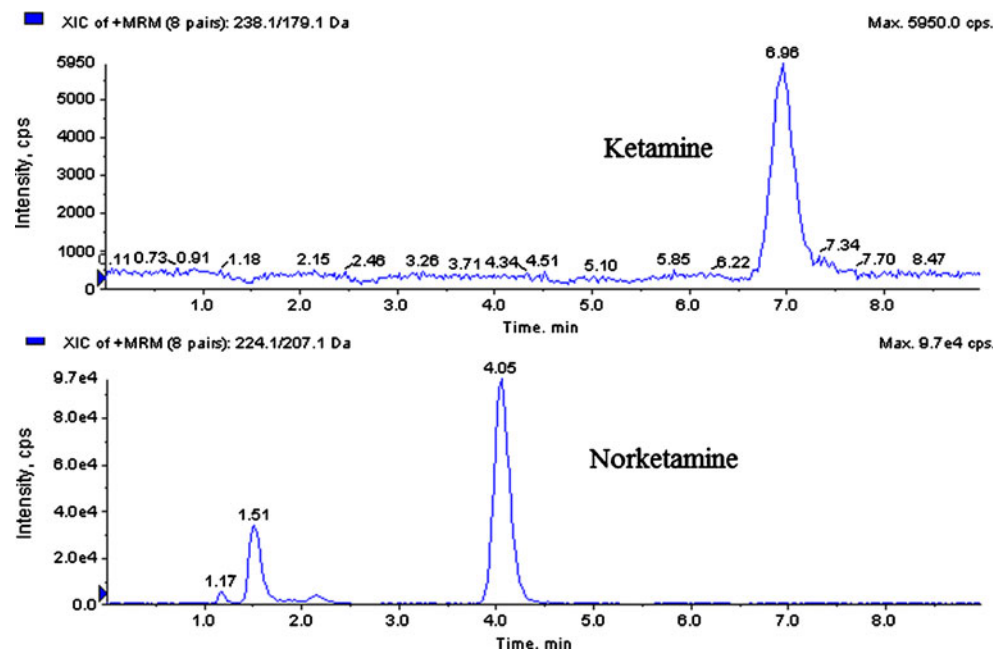 XIC of +MRM (8 pairs): 238.1/179.1 Da Max. 5950.0 cps.
5950
5000
4000
3000
2000
1000
0
Intensity, cps
6.96
Ketamine
0.11 0.73 0.91 1.18 2.15 2.46 3.26 3.71 4.34 4.51 5.10 5.85 6.22 7.34 7.70 8.47
1.0 2.0 3.0 4.0 5.0 6.0 7.0 8.0
Time, min
XIC of +MRM (8 pairs): 224.1/207.1 Da Max. 9.7e4 cps.
9.7e4
8.0e4
6.0e4
4.0e4
2.0e4
0.0
Intensity, cps
4.05
Norketamine
1.51
1.17
1.0 2.0 3.0 4.0 5.0 6.0 7.0 8.0
Time, min